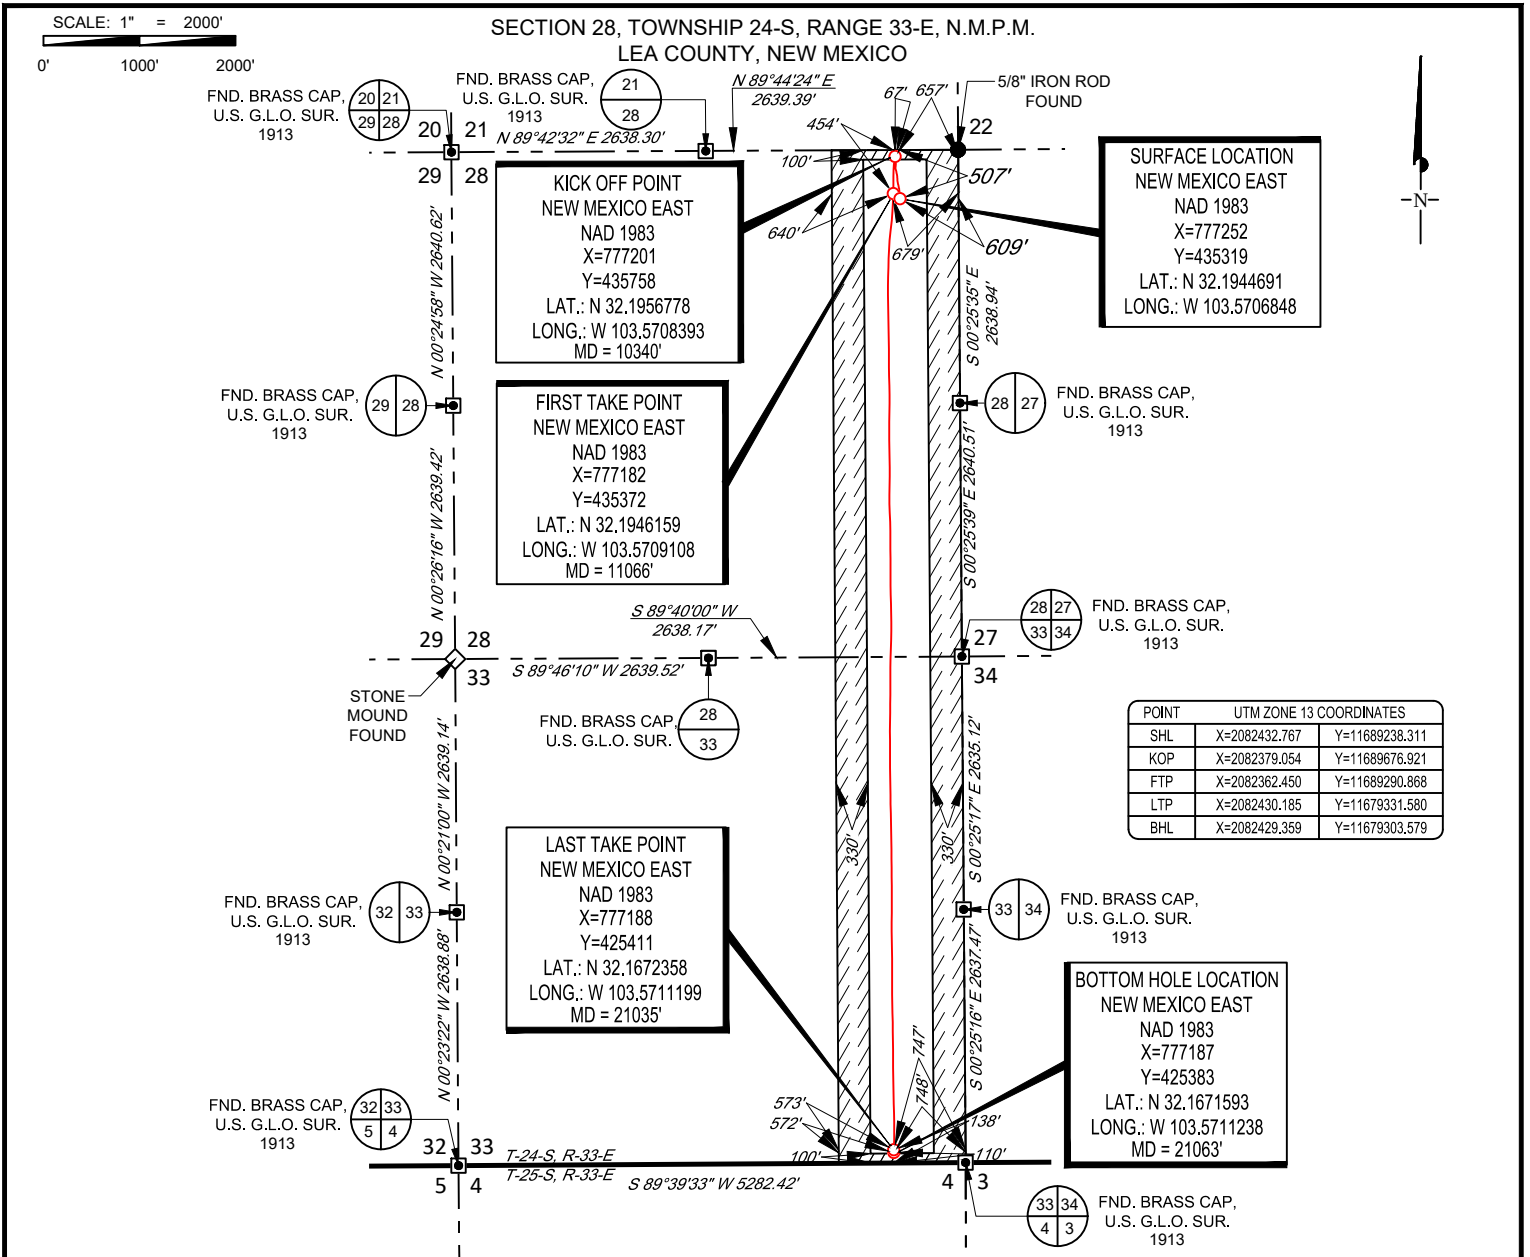 SCALE: 1" = 2000'
0' 1000' 2000'
SECTION 28, TOWNSHIP 24-S, RANGE 33-E, N.M.P.M.
LEA COUNTY, NEW MEXICO
FND. BRASS CAP,
U.S. G.L.O. SUR.
1913
20 21
29 28
FND. BRASS CAP,
U.S. G.L.O. SUR.
1913
21
28
N 89°44'24" E
2639.39'
67' 657'
5/8" IRON ROD
FOUND
20 21
N 89°42'32" E 2638.30'
454'
22
29 28
100'
507'
640'
679'
609'
-N-
KICK OFF POINT
NEW MEXICO EAST
NAD 1983
X=777201
Y=435758
LAT.: N 32.1956778
LONG.: W 103.5708393
MD = 10340'
SURFACE LOCATION
NEW MEXICO EAST
NAD 1983
X=777252
Y=435319
LAT.: N 32.1944691
LONG.: W 103.5706848
N 00°24'58" W 2640.62'
S 00°25'35" E
2638.94'
FND. BRASS CAP,
U.S. G.L.O. SUR.
1913
29 28
FIRST TAKE POINT
NEW MEXICO EAST
NAD 1983
X=777182
Y=435372
LAT.: N 32.1946159
LONG.: W 103.5709108
MD = 11066'
28 27
FND. BRASS CAP,
U.S. G.L.O. SUR.
1913
N 00°26'16" W 2639.42'
S 00°25'39" E 2640.51'
29 28
33
S 89°40'00" W
2638.17'
S 89°46'10" W 2639.52'
28 27
33 34
FND. BRASS CAP,
U.S. G.L.O. SUR.
1913
27
34
STONE
MOUND
FOUND
FND. BRASS CAP,
U.S. G.L.O. SUR.
28
33
N 00°21'00" W 2639.14'
330'
330'
S 00°25'17" E 2635.12'
POINT UTM ZONE 13 COORDINATES
SHL X=2082432.767 Y=11689238.311
KOP X=2082379.054 Y=11689676.921
FTP X=2082362.450 Y=11689290.868
LTP X=2082430.185 Y=11679331.580
BHL X=2082429.359 Y=11679303.579
LAST TAKE POINT
NEW MEXICO EAST
NAD 1983
X=777188
Y=425411
LAT.: N 32.1672358
LONG.: W 103.5711199
MD = 21035'
FND. BRASS CAP,
U.S. G.L.O. SUR.
1913
32 33
33 34
FND. BRASS CAP,
U.S. G.L.O. SUR.
1913
N 00°23'22" W 2638.88'
S 00°25'16" E 2637.47'
BOTTOM HOLE LOCATION
NEW MEXICO EAST
NAD 1983
X=777187
Y=425383
LAT.: N 32.1671593
LONG.: W 103.5711238
MD = 21063'
747'
748'
573'
572'
138'
100'
110'
FND. BRASS CAP,
U.S. G.L.O. SUR.
1913
32 33
5 4
32 33
5 4
T-24-S, R-33-E
T-25-S, R-33-E
S 89°39'33" W 5282.42'
4 3
33 34
4 3
FND. BRASS CAP,
U.S. G.L.O. SUR.
1913